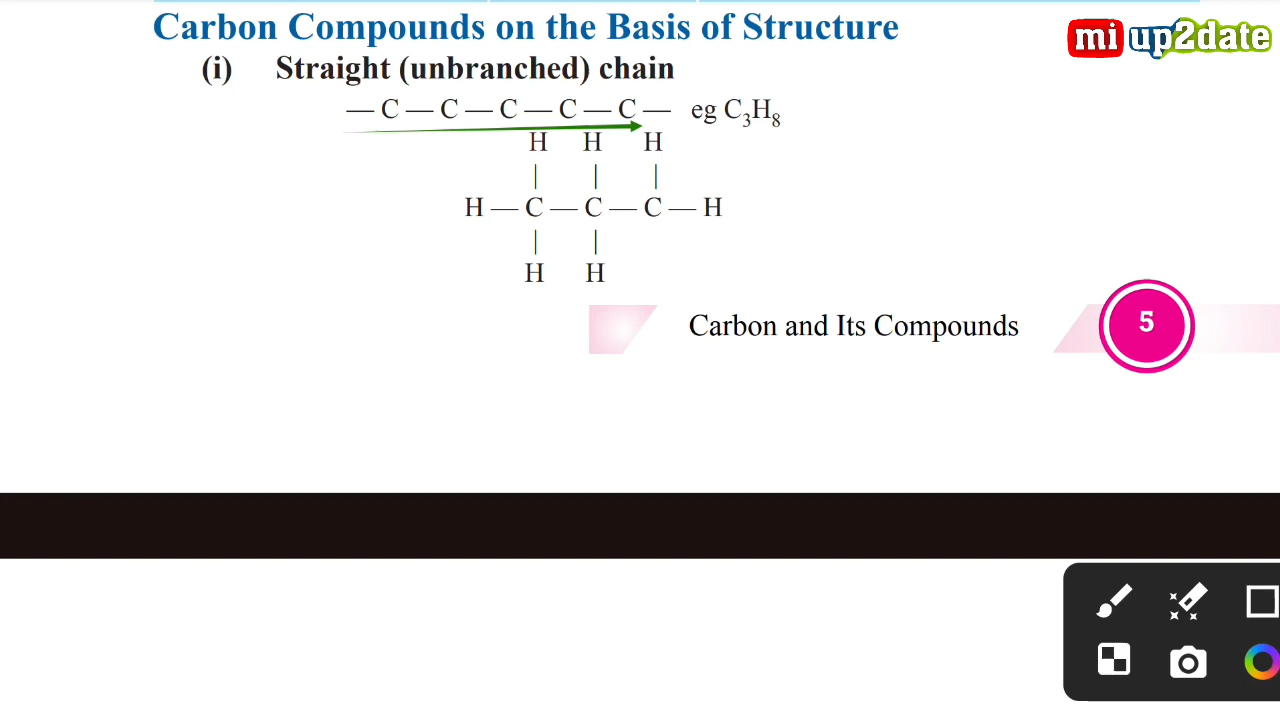 Carbon Compounds on the Basis of Structure
mi up2date
(i) Straight (unbranched) chain
— C — C — C — C — C — eg C₃H₈
H H H
| | |
H — C — C — C — H
| |
H H
Carbon and Its Compounds
5